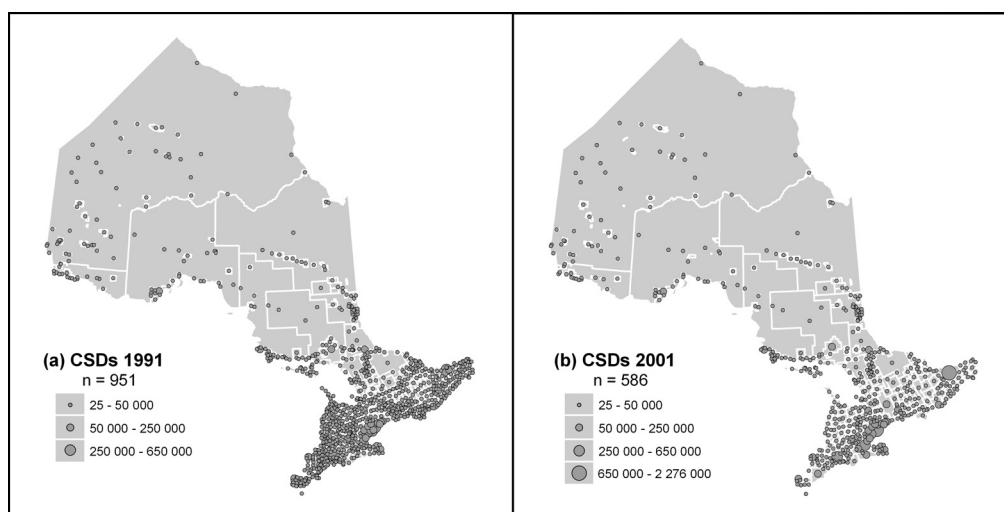 (a) CSDs 1991
n = 951
25 - 50 000
50 000 - 250 000
250 000 - 650 000
(b) CSDs 2001
n = 586
25 - 50 000
50 000 - 250 000
250 000 - 650 000
650 000 - 2 276 000